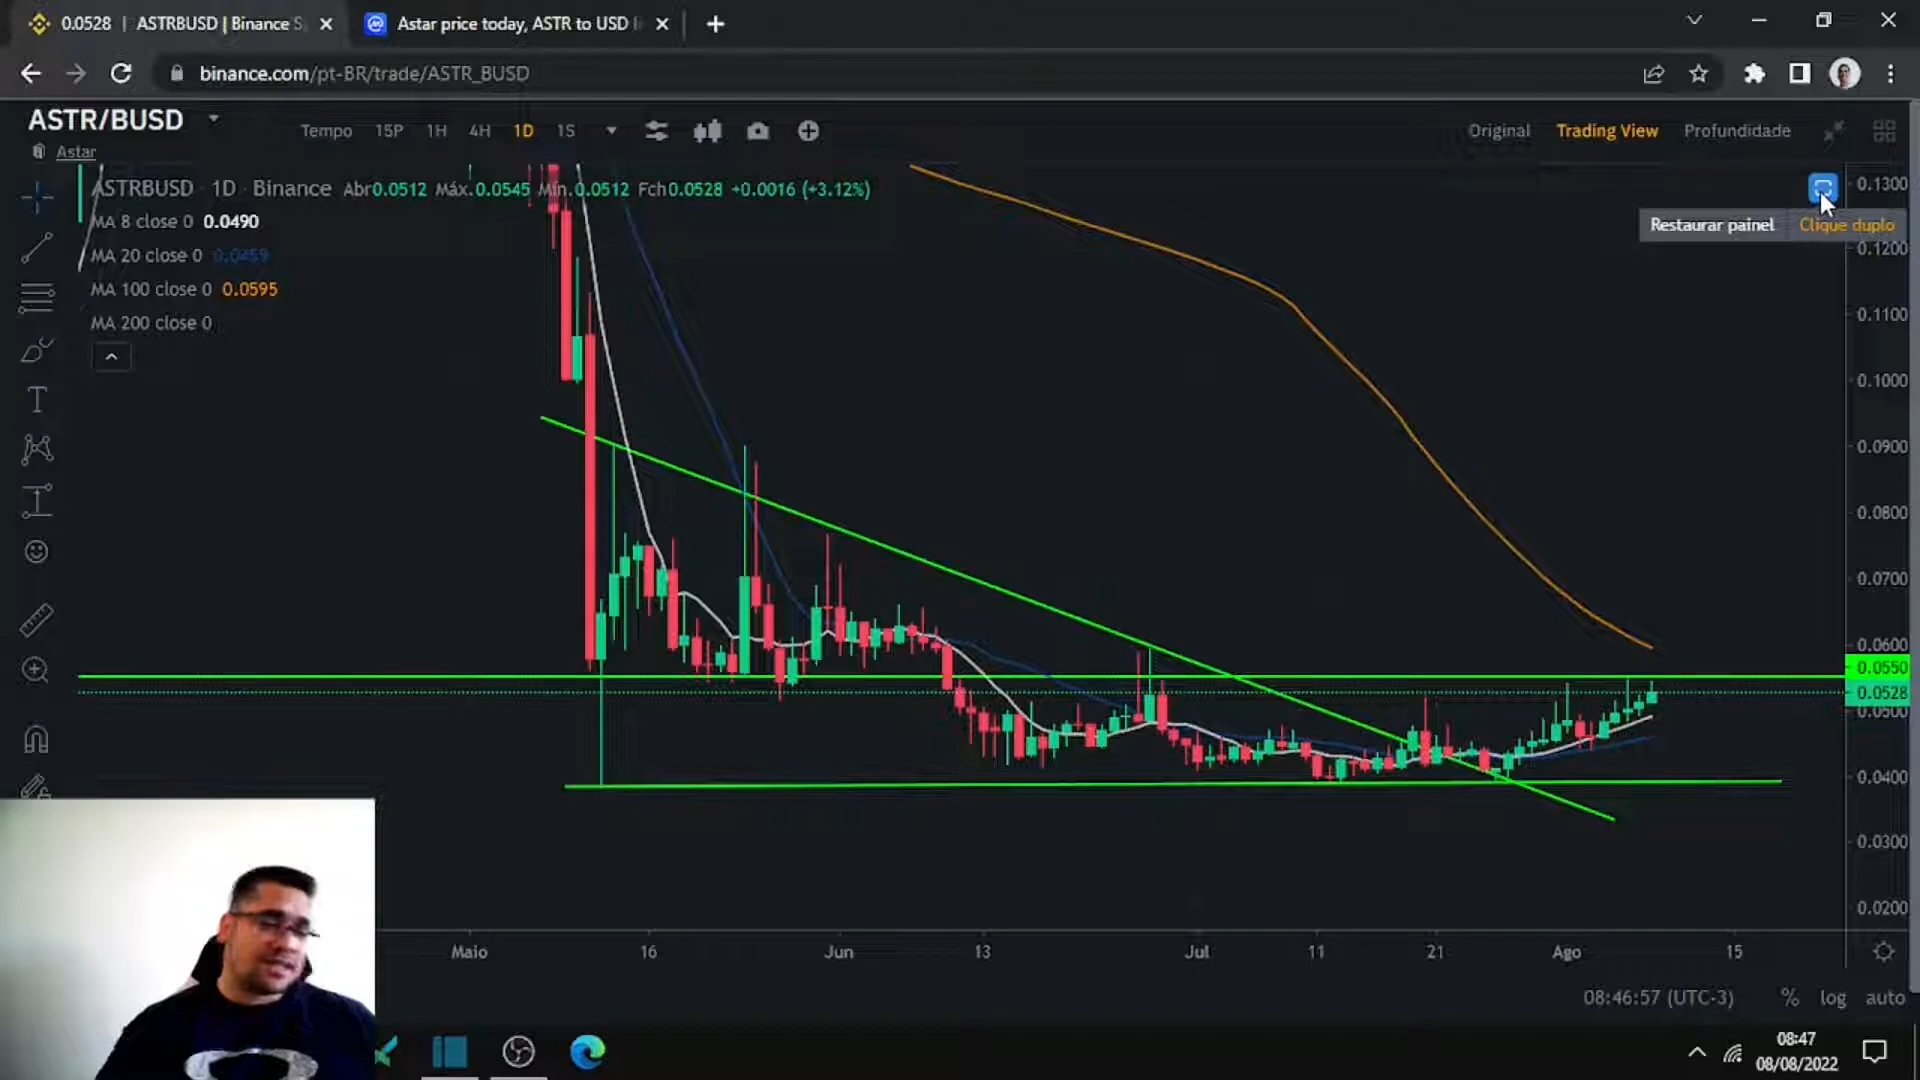 0.0528 | ASTRBUSD | Binance S
Astar price today, ASTR to USD li
binance.com/pt-BR/trade/ASTR_BUSD
ASTR/BUSD
Astar
Tempo 15P 1H 4H 1D 1S
Original Trading View Profundidade
ASTRBUSD · 1D · Binance Abr0.0512 Máx.0.0545 Mín.0.0512 Fch0.0528 +0.0016 (+3.12%)
MA 8 close 0 0.0490
MA 20 close 0 0.0459
MA 100 close 0 0.0595
MA 200 close 0
Restaurar painel Clique duplo
0.1300
0.1200
0.1100
0.1000
0.0900
0.0800
0.0700
0.0600
0.0550
0.0528
0.0500
0.0400
0.0300
0.0200
Maio 16 Jun 13 Jul 11 21 Ago 15
08:46:57 (UTC-3) % log auto
08:47
08/08/2022